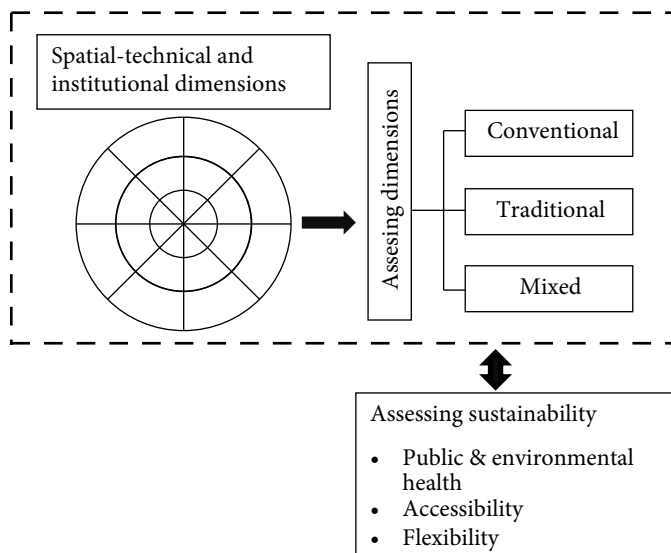 Spatial-technical and
institutional dimensions
Assesing dimensions
Conventional
Traditional
Mixed
Assessing sustainability
• Public & environmental
health
• Accessibility
• Flexibility